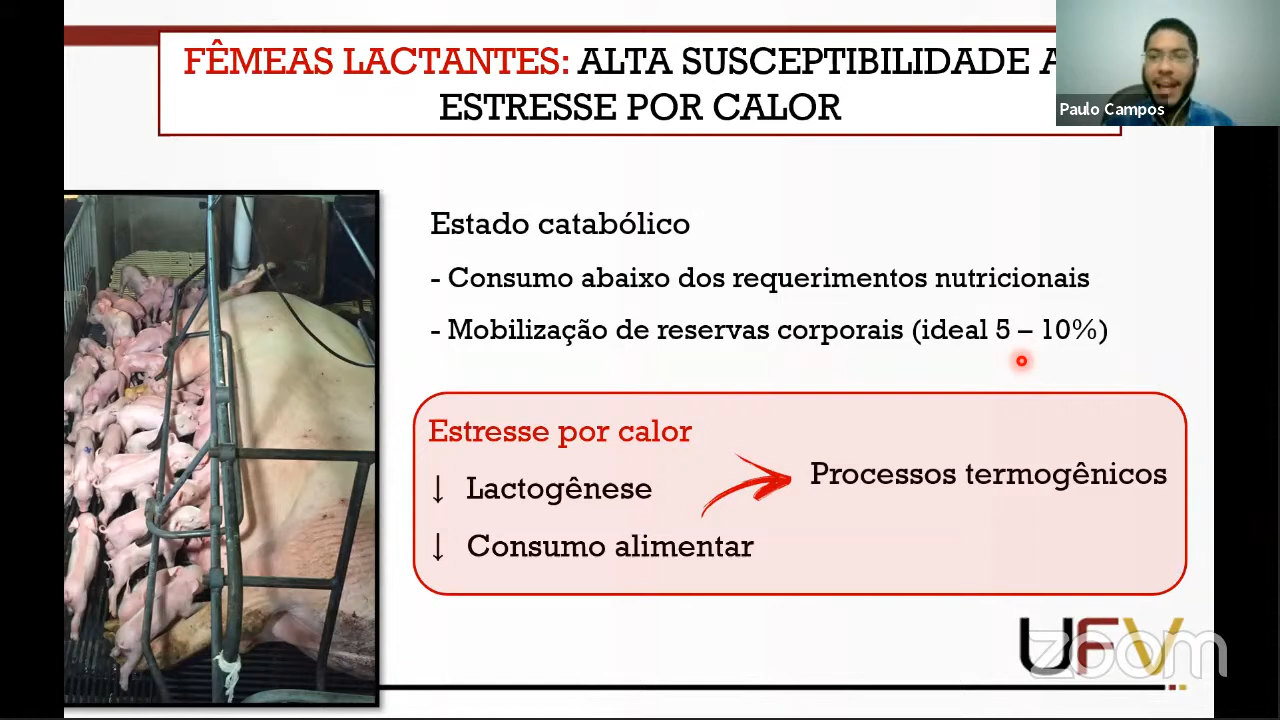 FÊMEAS LACTANTES: ALTA SUSCEPTIBILIDADE A
ESTRESSE POR CALOR
Paulo Campos
Estado catabólico
- Consumo abaixo dos requerimentos nutricionais
- Mobilização de reservas corporais (ideal 5 – 10%)
Estresse por calor
↓ Lactogênese
Processos termogênicos
↓ Consumo alimentar
UFV
zoom